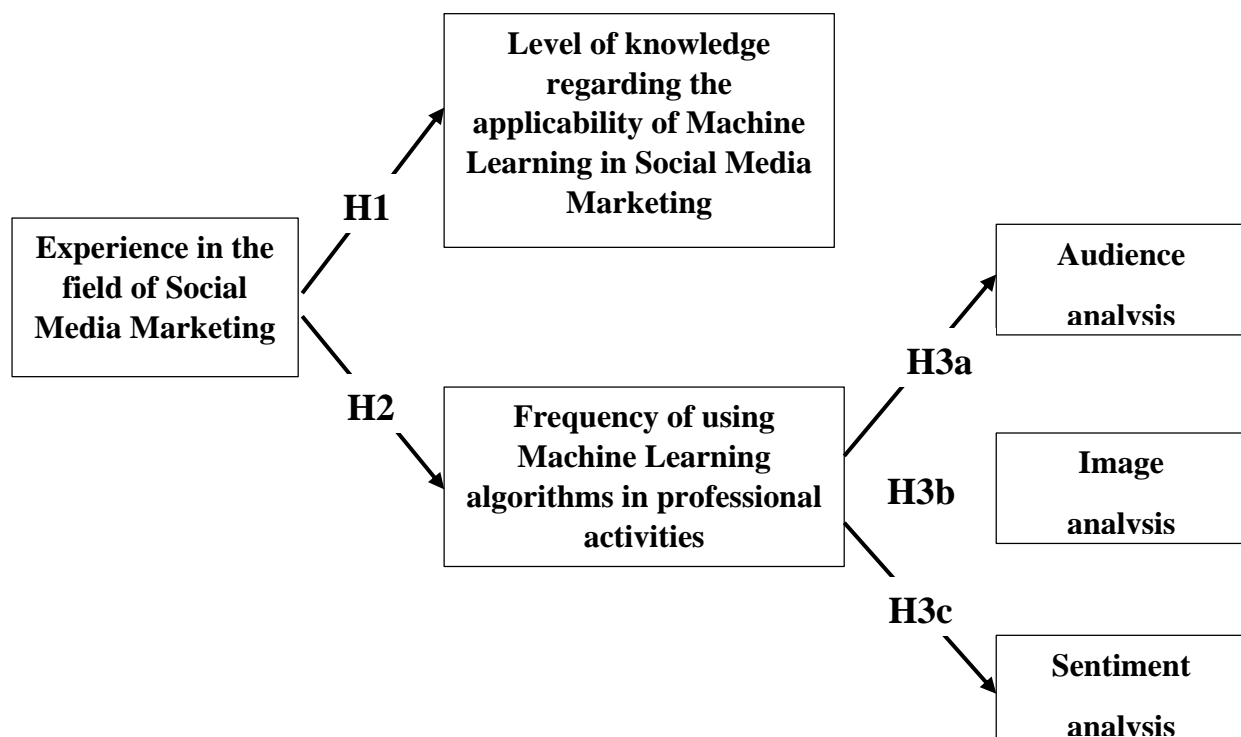 Level of knowledge
regarding the
applicability of Machine
Learning in Social Media
Marketing
H1
Experience in the
field of Social
Media Marketing
H2
Frequency of using
Machine Learning
algorithms in professional
activities
H3a
Audience
analysis
H3b
Image
analysis
H3c
Sentiment
analysis